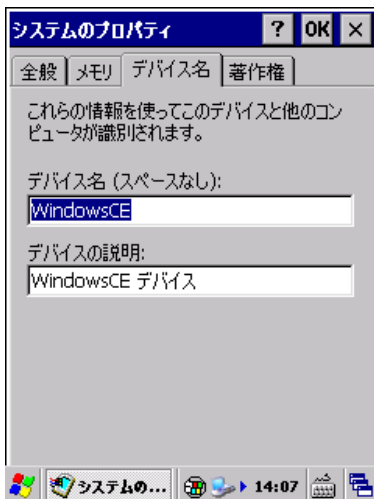 システムのプロパティ ? OK ×
全般 メモリ デバイス名 著作権
これらの情報を使ってこのデバイスと他のコン
ピュータが識別されます。
デバイス名 (スペースなし):
WindowsCE
デバイスの説明:
WindowsCE デバイス
システムの... 14:07